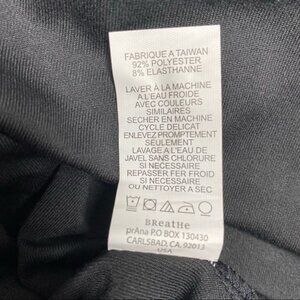 FABRIQUE A TAIWAN
92% POLYESTER
8% ELASTHANNE
LAVER À LA MACHINE
A L'EAU FROIDE
AVEC COULEURS
SIMILAIRES
SECHER EN MACHINE
CYCLE DELICAT
ENLEVEZ PROMPTEMENT
SEULEMENT
LAVAGE A L'EAU DE
JAVEL SANS CHLORURE
SI NECESSAIRE
REPASSER FER FROID
SI NECESSAIRE
OU NETTOYER A SEC
BReatHe
prAna P.O BOX 130430
CARLSBAD, CA. 92013
USA